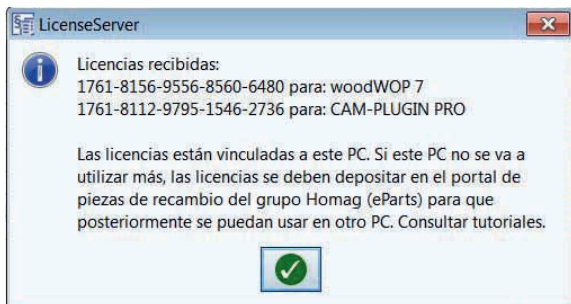 LicenseServer
Licencias recibidas:
1761-8156-9556-8560-6480 para: woodWOP 7
1761-8112-9795-1546-2736 para: CAM-PLUGIN PRO
Las licencias están vinculadas a este PC. Si este PC no se va a
utilizar más, las licencias se deben depositar en el portal de
piezas de recambio del grupo Homag (eParts) para que
posteriormente se puedan usar en otro PC. Consultar tutoriales.